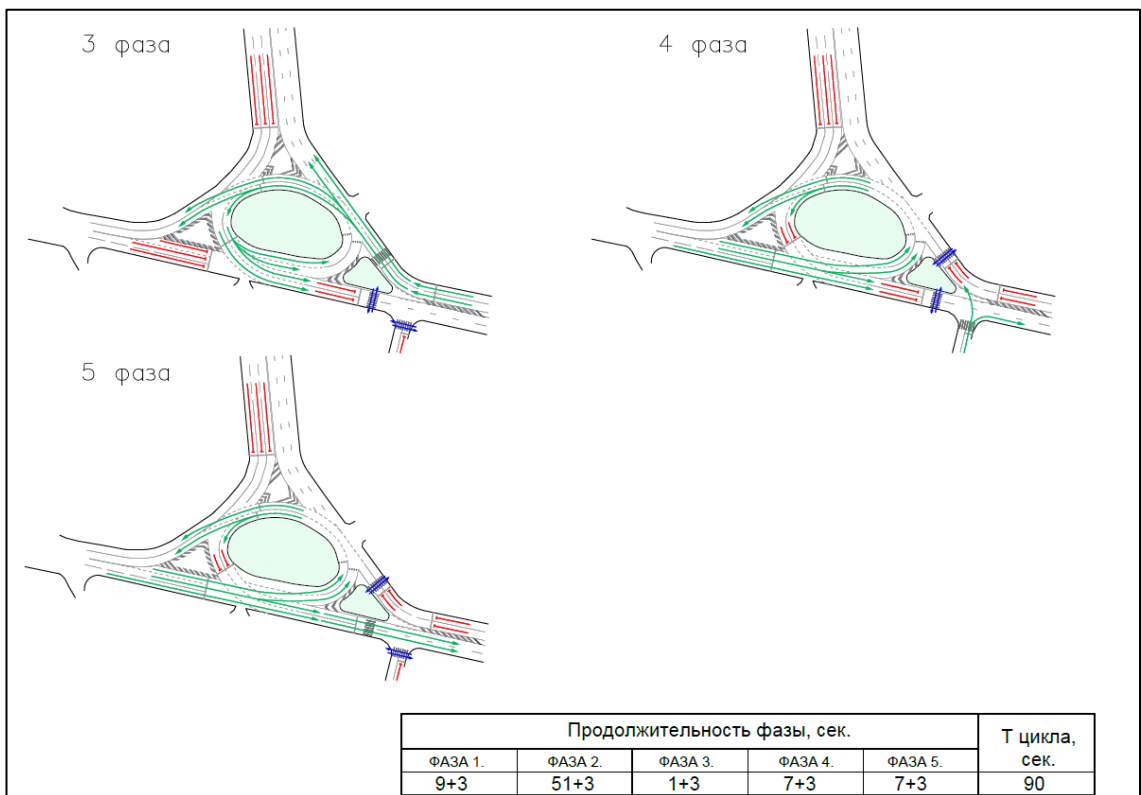 3 фаза
4 фаза
5 фаза
Продолжительность фазы, сек.
Т цикла, сек.
ФАЗА 1. ФАЗА 2. ФАЗА 3. ФАЗА 4. ФАЗА 5.
9+3 51+3 1+3 7+3 7+3 90